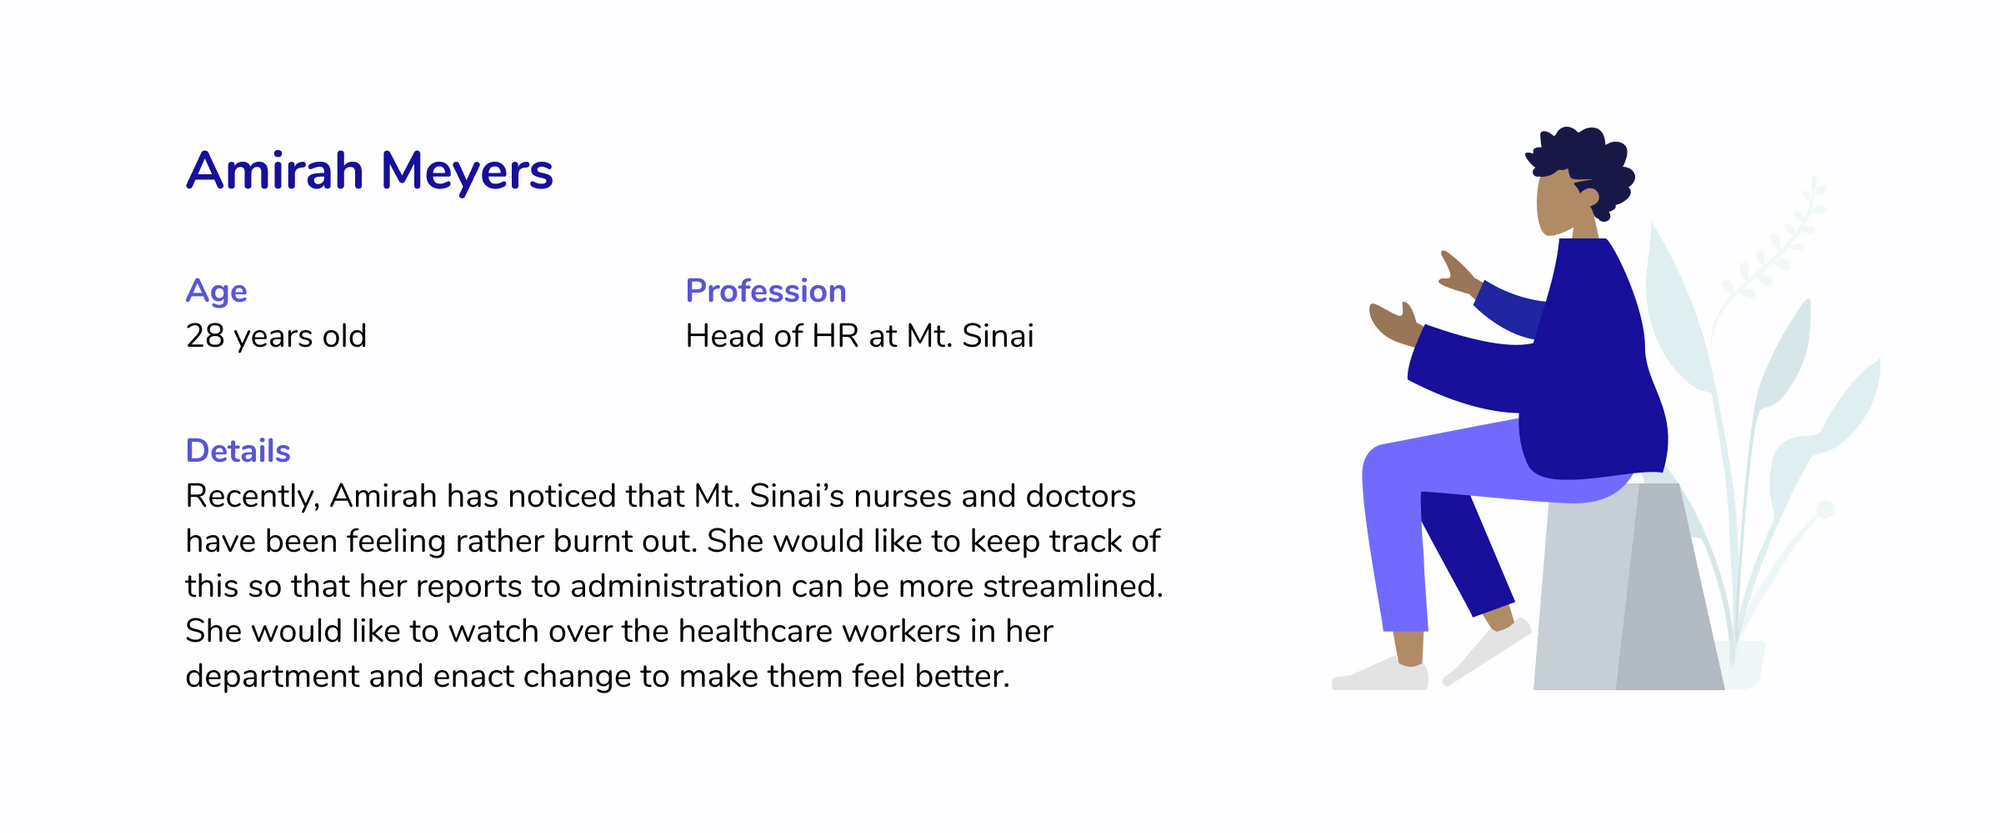 Amirah Meyers
Age
28 years old
Profession
Head of HR at Mt. Sinai
Details
Recently, Amirah has noticed that Mt. Sinai’s nurses and doctors
have been feeling rather burnt out. She would like to keep track of
this so that her reports to administration can be more streamlined.
She would like to watch over the healthcare workers in her
department and enact change to make them feel better.